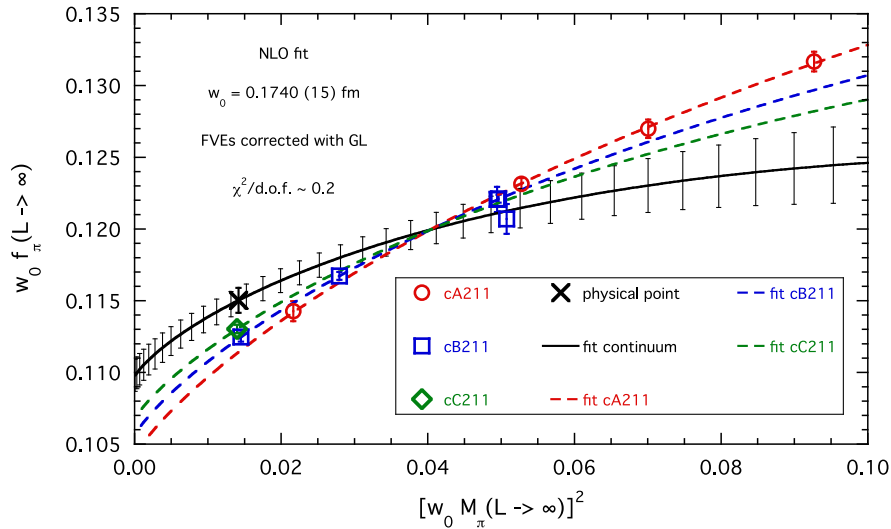 0.135
0.130
0.125
0.120
0.115
0.110
0.105
w₀ f_π(L -> ∞)
NLO fit
w₀ = 0.1740 (15) fm
FVEs corrected with GL
χ²/d.o.f. ~ 0.2
cA211 physical point fit cB211
cB211 fit continuum fit cC211
cC211 fit cA211
0.00 0.02 0.04 0.06 0.08 0.10
[w₀ M_π(L -> ∞)]²